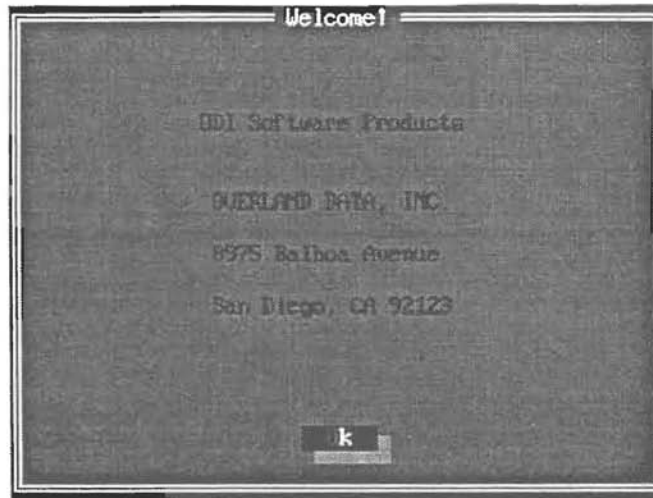 Welcome!
ODI Software Products
OVERLAND DATA, INC.
8975 Balboa Avenue
San Diego, CA 92123
k